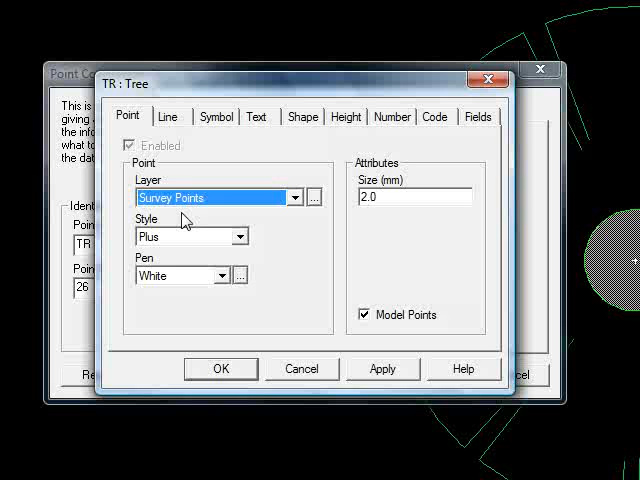 Point Co
TR : Tree
This is
giving a
the info
what to
the dat
Point Line Symbol Text Shape Height Number Code Fields
Enabled
Point
Attributes
Layer
Size (mm)
Survey Points
...
2.0
Style
Plus
Pen
White
...
Model Points
Identi
Poin
TR
Poin
26
OK
Cancel
Apply
Help
Re
cel